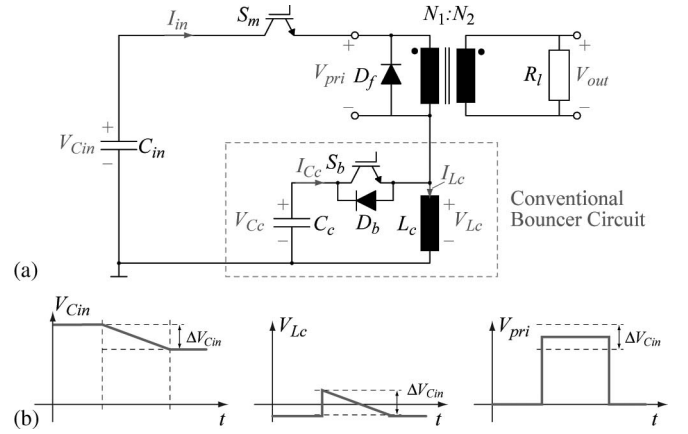 I_in
S_m
N_1:N_2
V_pri
D_f
R_l
V_out
V_Cin
C_in
I_Cc
S_b
I_Lc
V_Cc
C_c
D_b
L_c
V_Lc
Conventional
Bouncer Circuit
+
−
+
−
+
−
+
−
+
−
(a)
V_Cin
ΔV_Cin
t
V_Lc
ΔV_Cin
t
V_pri
ΔV_Cin
t
(b)